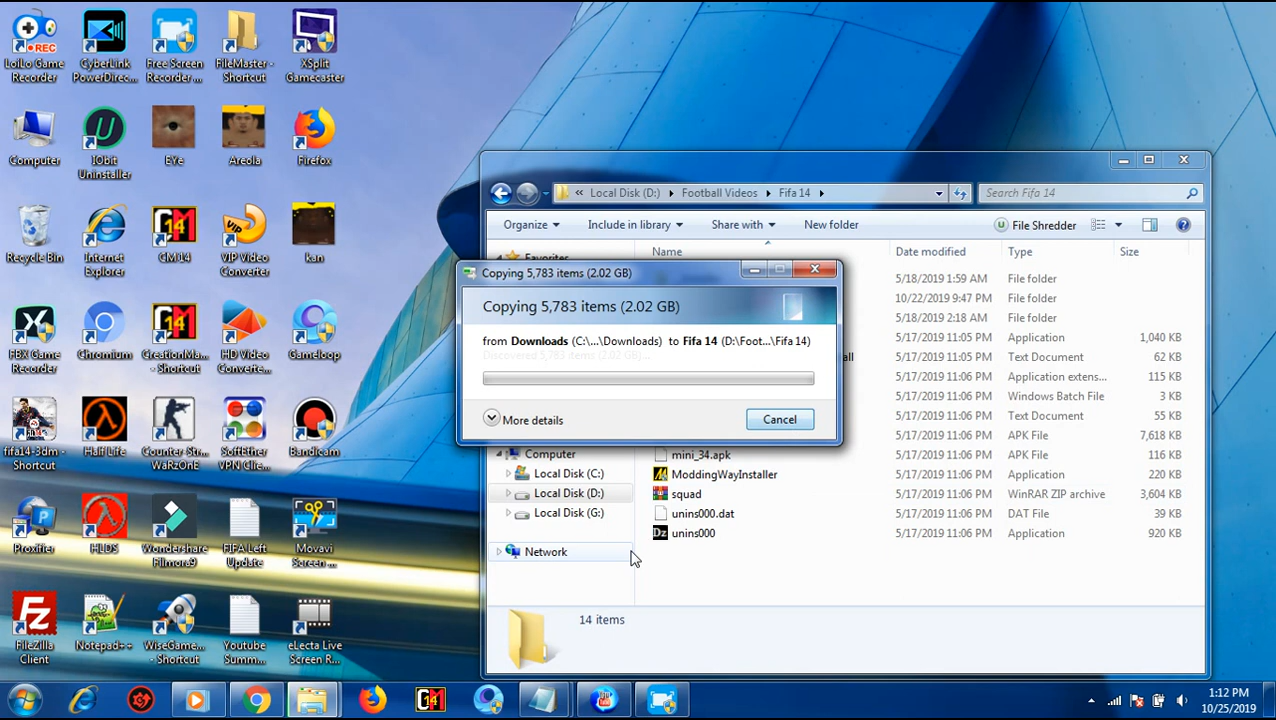 LoiLo Game
Recorder
CyberLink
PowerDirec...
Free Screen
Recorder ...
FileMaster -
Shortcut
XSplit
Gamecaster
REC
Computer
IObit
Uninstaller
EYe
Areola
Firefox
Recycle Bin
Internet
Explorer
CM 14
VIP Video
Converter
kan
FBX Game
Recorder
Chromium
CreationMa...
- Shortcut
HD Video
Converte...
Gameloop
fifa14-3dm -
Shortcut
Half Life
Counter-Str...
WaRzOnE
SoftEther
VPN Clie...
Bandicam
Proxifier
HLDS
Wondershare
Filmora9
FIFA Left
Update
Movavi
Screen ...
FileZilla
Client
Notepad++
WiseGame...
- Shortcut
Youtube
Summ...
eLecta Live
Screen R...
« Local Disk (D:) Football Videos Fifa 14
Search Fifa 14
Organize Include in library Share with New folder File Shredder
Favorites
Name Date modified Type Size
5/18/2019 1:59 AM File folder
10/22/2019 9:47 PM File folder
5/18/2019 2:18 AM File folder
5/17/2019 11:05 PM Application 1,040 KB
all 5/17/2019 11:05 PM Text Document 62 KB
5/17/2019 11:06 PM Application extens... 115 KB
5/17/2019 11:06 PM Windows Batch File 3 KB
5/17/2019 11:06 PM Text Document 55 KB
5/17/2019 11:06 PM APK File 7,618 KB
mini_34.apk 5/17/2019 11:06 PM APK File 116 KB
ModdingWayInstaller 5/17/2019 11:06 PM Application 220 KB
squad 5/17/2019 11:06 PM WinRAR ZIP archive 3,604 KB
unins000.dat 5/17/2019 11:06 PM DAT File 39 KB
unins000 5/17/2019 11:06 PM Application 920 KB
Computer
Local Disk (C:)
Local Disk (D:)
Local Disk (G:)
Network
14 items
Copying 5,783 items (2.02 GB)
Copying 5,783 items (2.02 GB)
from Downloads (C:\...\Downloads) to Fifa 14 (D:\Foot...\Fifa 14)
Discovered 5,783 items (2.02 GB)...
More details
Cancel
1:12 PM
10/25/2019